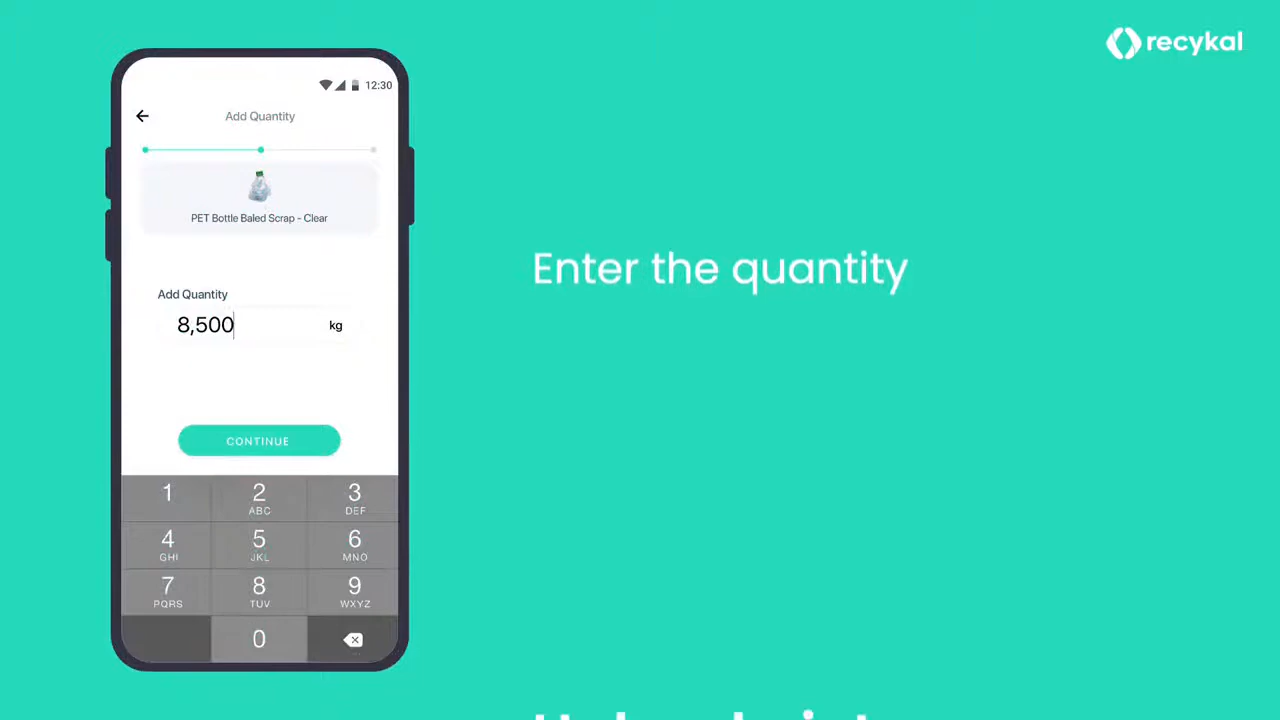 recykal
12:30
Add Quantity
PET Bottle Baled Scrap - Clear
Enter the quantity
Add Quantity
8,500 kg
CONTINUE
1 2 3
ABC DEF
4 5 6
GHI JKL MNO
7 8 9
PQRS TUV WXYZ
0